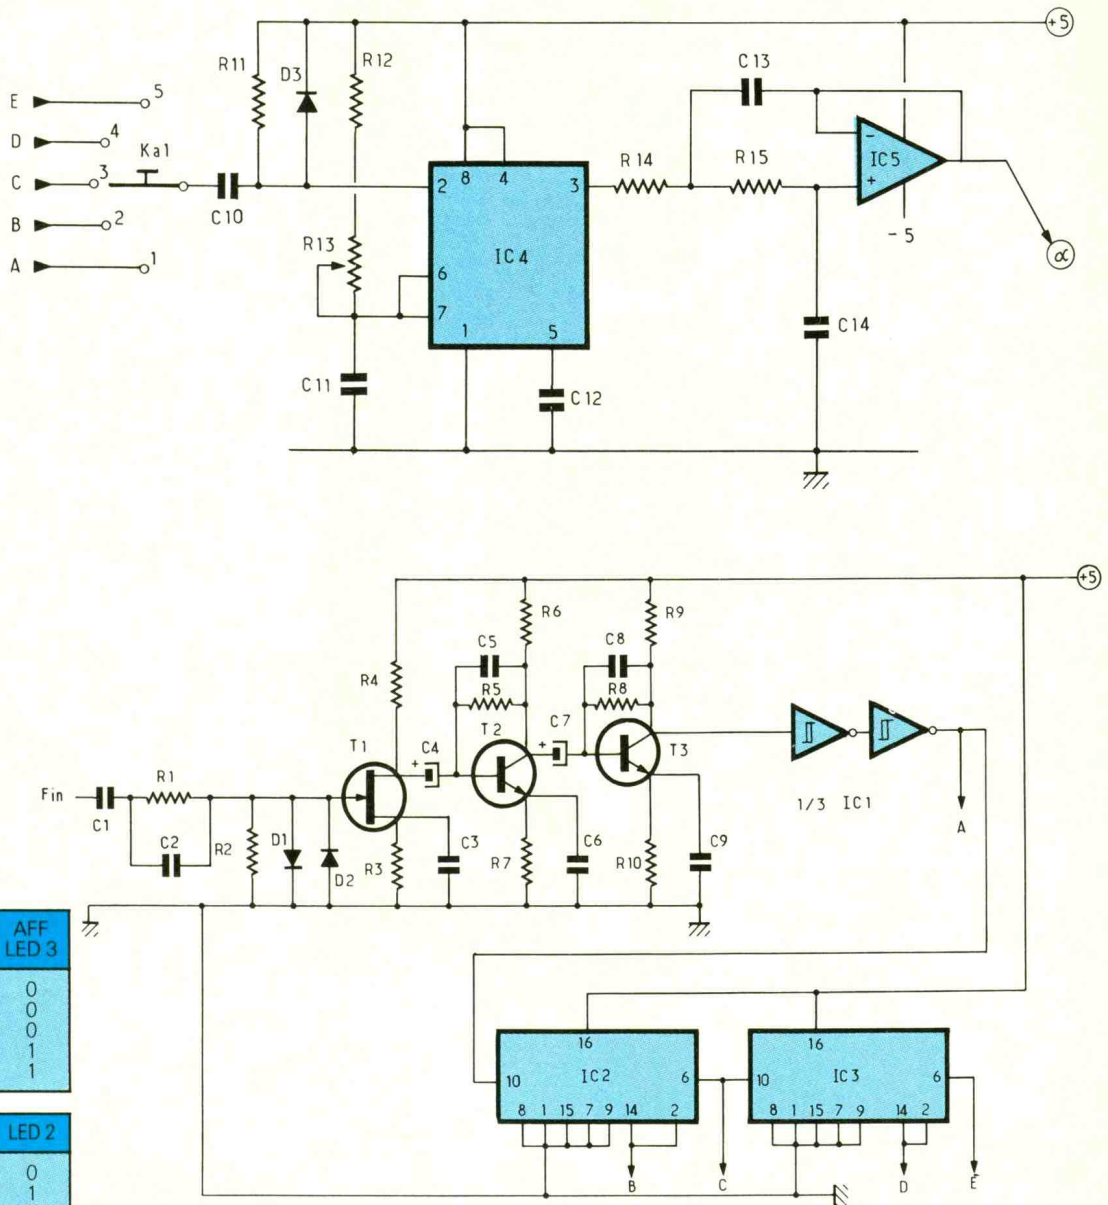 +5
R11
D3
R12
C13
E
5
D
4
Ka1
C
3
B
2
A
1
C10
2
8
4
3
R14
R15
-
IC5
+
-5
α
R13
IC4
6
7
1
5
C11
C12
C14
+5
R6
R9
C5
C8
R4
R5
R8
T1
C4
+
T2
C7
+
T3
Fin
R1
C1
C2
R2
D1
D2
R3
C3
R7
C6
R10
C9
1/3 IC1
A
AFF
LED 3
0
0
0
1
1
LED 2
0
1
16
10
IC2
6
8 1 15 7 9 14 2
16
10
IC3
6
8 1 15 7 9 14 2
B
C
D
E